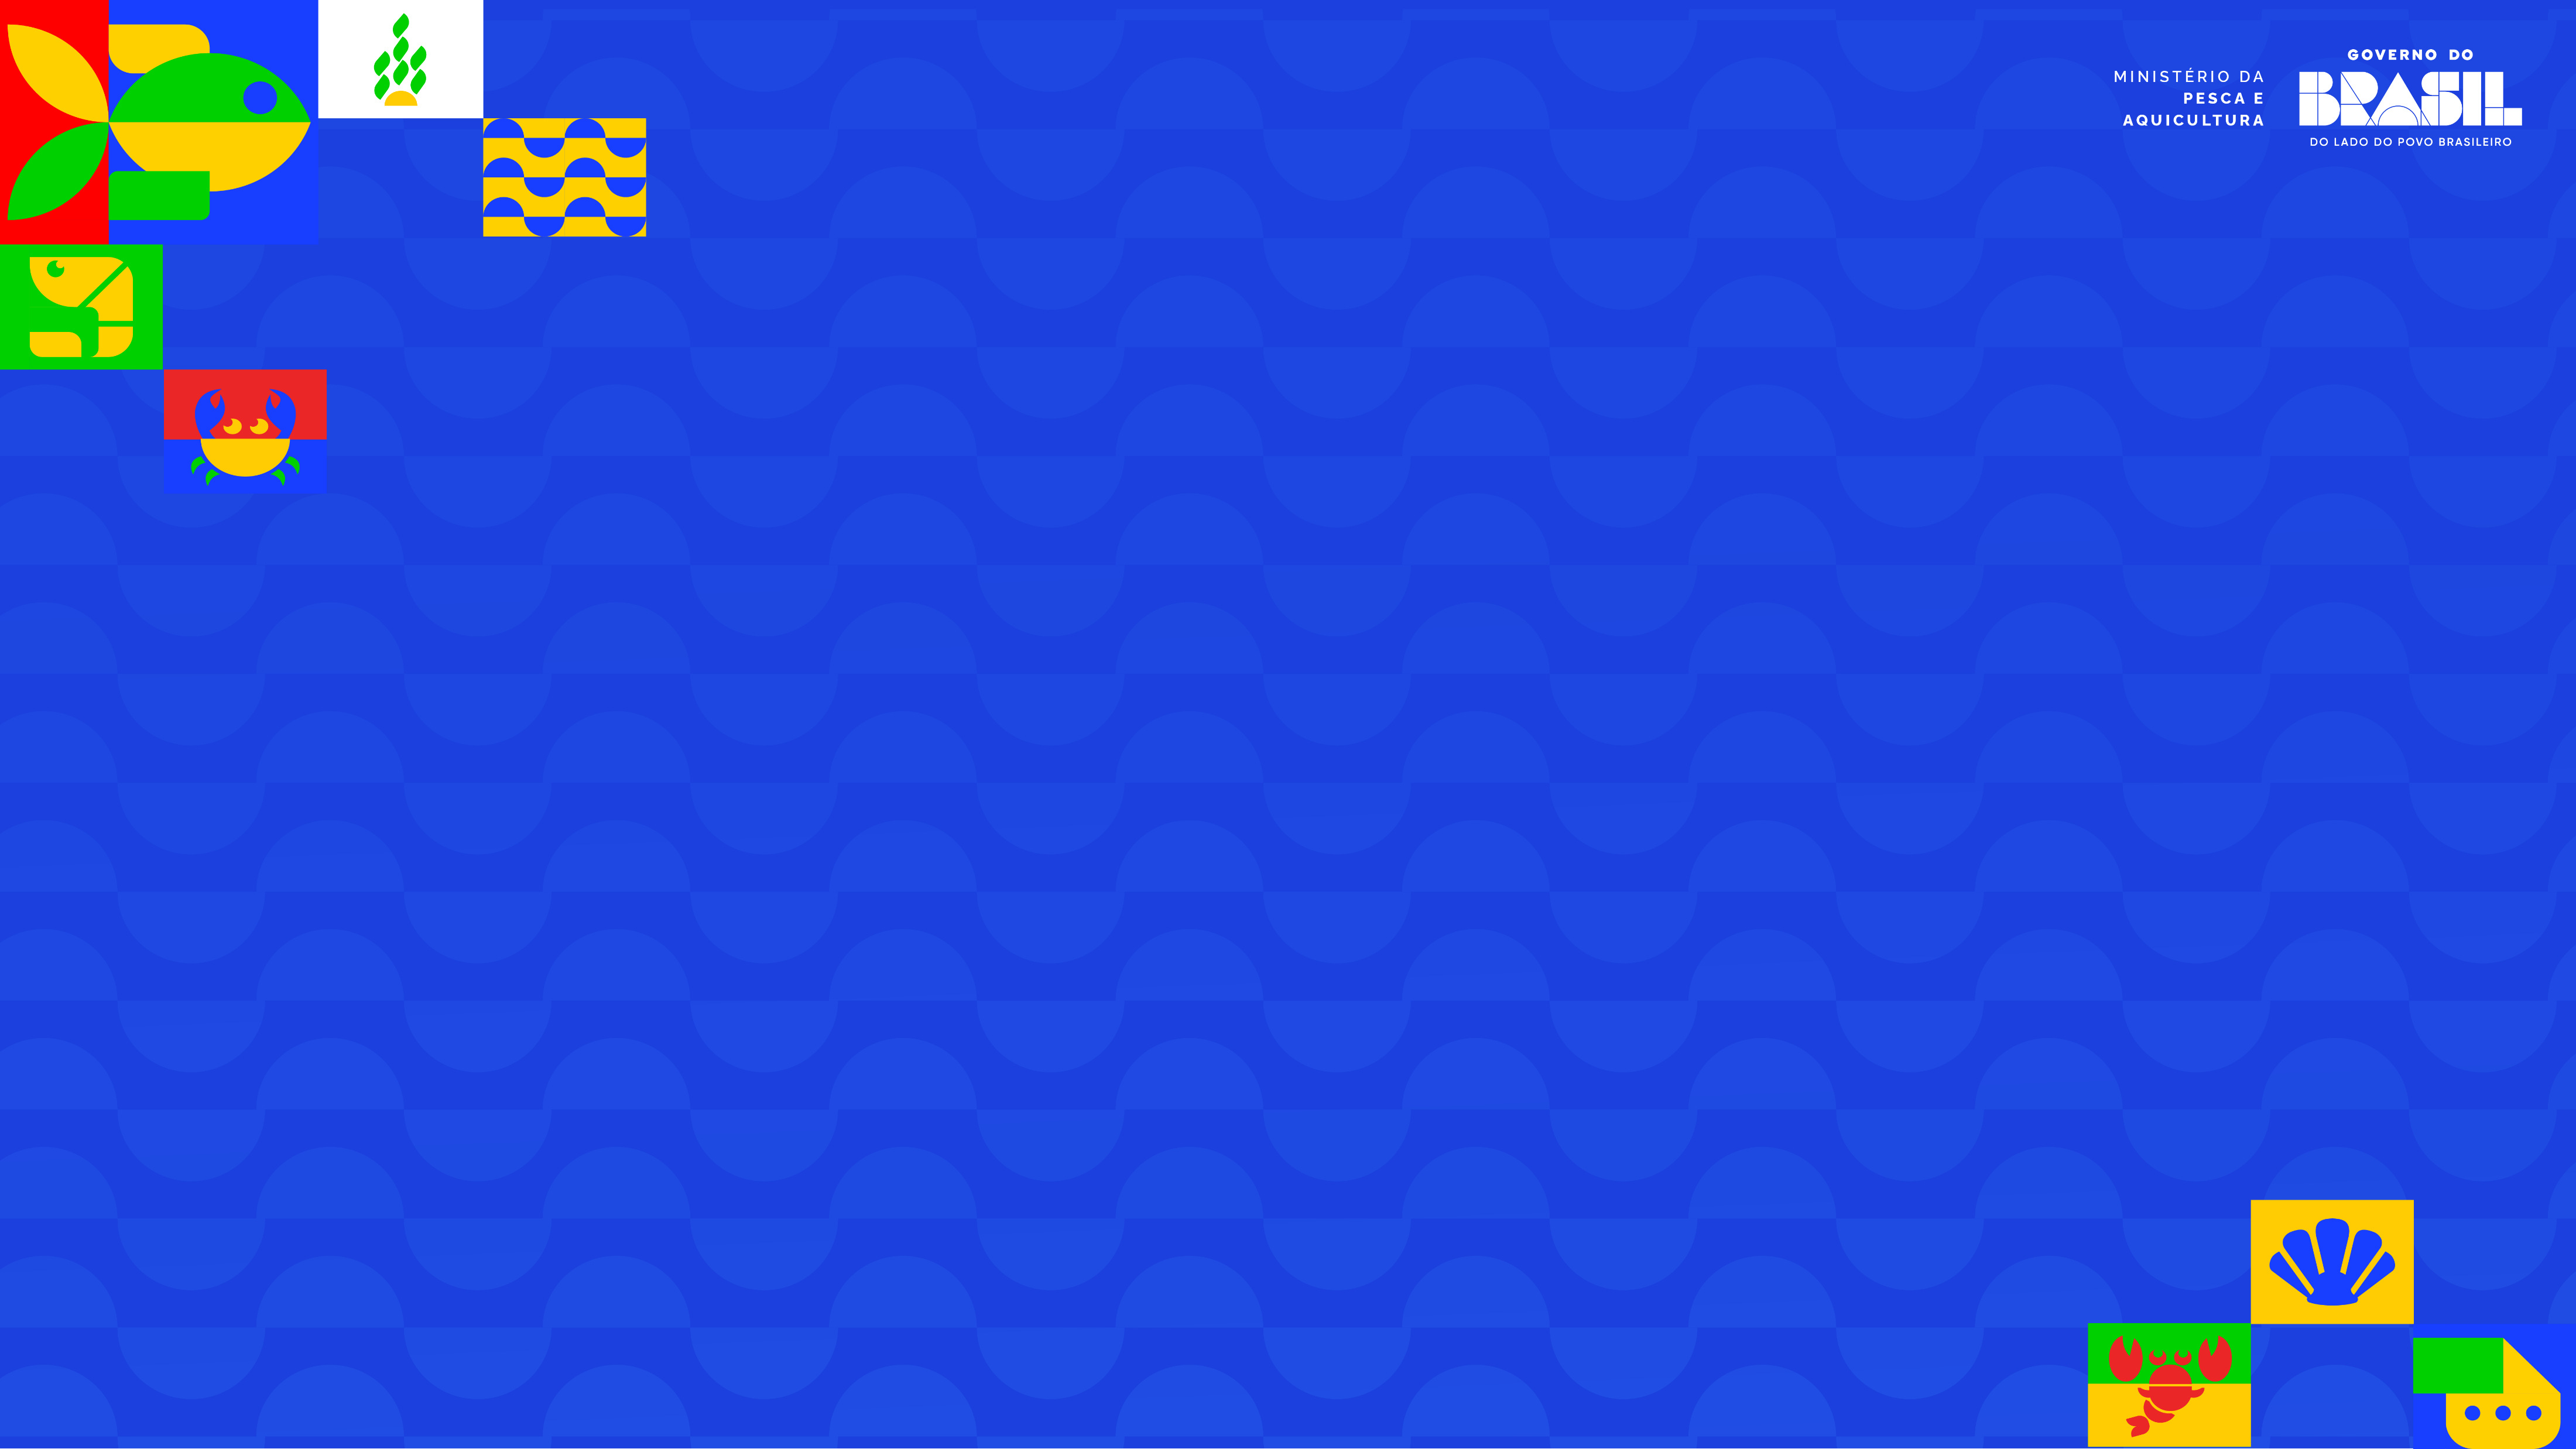 MINISTÉRIO DA
PESCA E
AQUICULTURA
GOVERNO DO
BRASIL
DO LADO DO POVO BRASILEIRO